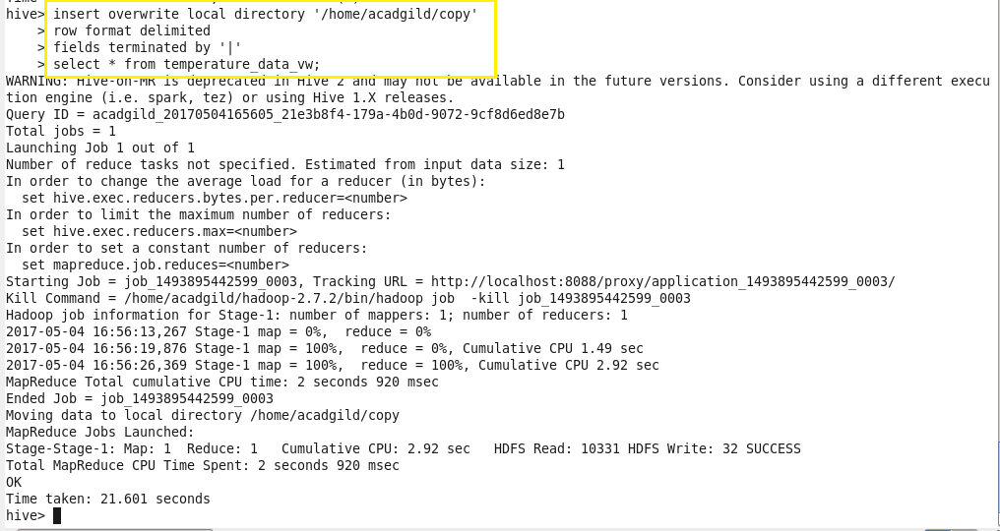 hive> insert overwrite local directory '/home/acadgild/copy'
> row format delimited
> fields terminated by '|'
> select * from temperature_data_vw;
WARNING: Hive-on-MR is deprecated in Hive 2 and may not be available in the future versions. Consider using a different execu
tion engine (i.e. spark, tez) or using Hive 1.X releases.
Query ID = acadgild_20170504165605_21e3b8f4-179a-4b0d-9072-9cf8d6ed8e7b
Total jobs = 1
Launching Job 1 out of 1
Number of reduce tasks not specified. Estimated from input data size: 1
In order to change the average load for a reducer (in bytes):
set hive.exec.reducers.bytes.per.reducer=<number>
In order to limit the maximum number of reducers:
set hive.exec.reducers.max=<number>
In order to set a constant number of reducers:
set mapreduce.job.reduces=<number>
Starting Job = job_1493895442599_0003, Tracking URL = http://localhost:8088/proxy/application_1493895442599_0003/
Kill Command = /home/acadgild/hadoop-2.7.2/bin/hadoop job  -kill job_1493895442599_0003
Hadoop job information for Stage-1: number of mappers: 1; number of reducers: 1
2017-05-04 16:56:13,267 Stage-1 map = 0%,  reduce = 0%
2017-05-04 16:56:19,876 Stage-1 map = 100%,  reduce = 0%, Cumulative CPU 1.49 sec
2017-05-04 16:56:26,369 Stage-1 map = 100%,  reduce = 100%, Cumulative CPU 2.92 sec
MapReduce Total cumulative CPU time: 2 seconds 920 msec
Ended Job = job_1493895442599_0003
Moving data to local directory /home/acadgild/copy
MapReduce Jobs Launched:
Stage-Stage-1: Map: 1  Reduce: 1   Cumulative CPU: 2.92 sec   HDFS Read: 10331 HDFS Write: 32 SUCCESS
Total MapReduce CPU Time Spent: 2 seconds 920 msec
OK
Time taken: 21.601 seconds
hive>